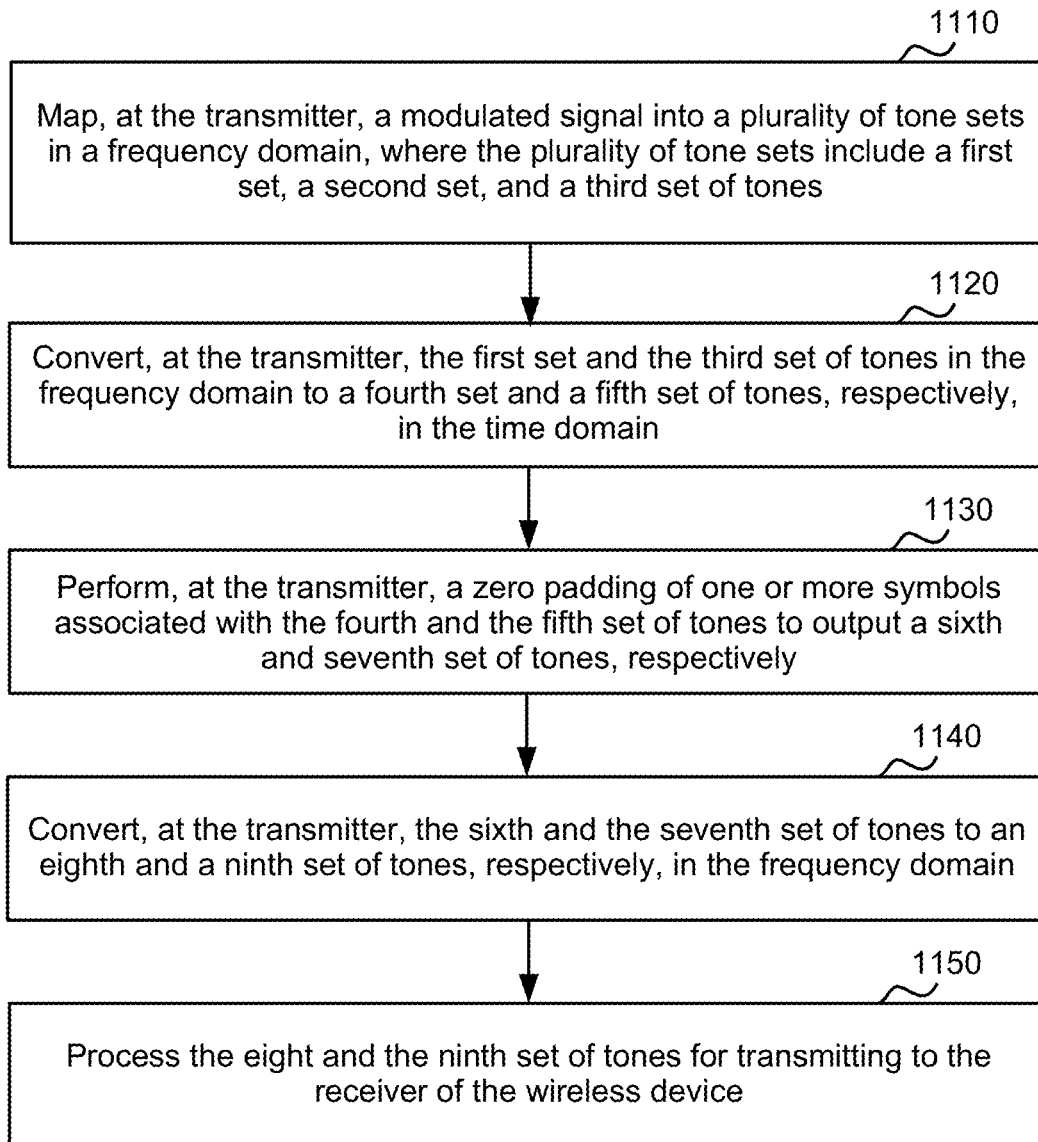 1110
Map, at the transmitter, a modulated signal into a plurality of tone sets
in a frequency domain, where the plurality of tone sets include a first
set, a second set, and a third set of tones
1120
Convert, at the transmitter, the first set and the third set of tones in the
frequency domain to a fourth set and a fifth set of tones, respectively,
in the time domain
1130
Perform, at the transmitter, a zero padding of one or more symbols
associated with the fourth and the fifth set of tones to output a sixth
and seventh set of tones, respectively
1140
Convert, at the transmitter, the sixth and the seventh set of tones to an
eighth and a ninth set of tones, respectively, in the frequency domain
1150
Process the eight and the ninth set of tones for transmitting to the
receiver of the wireless device